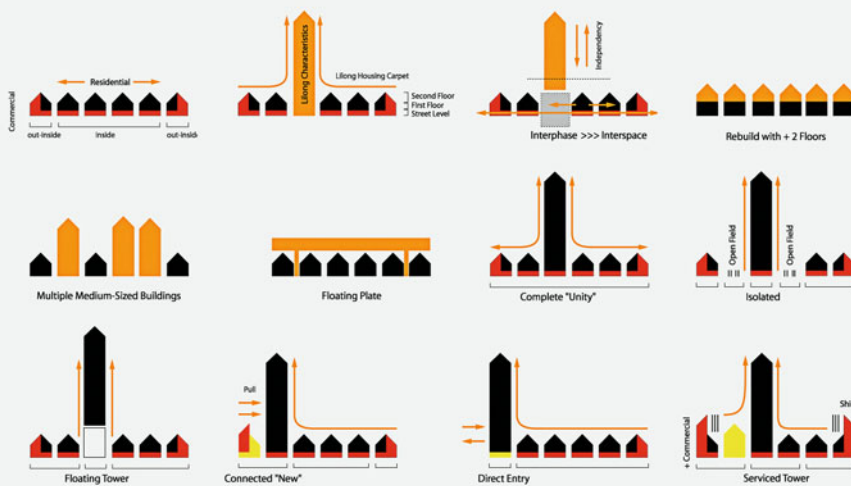 Commercial
Residential
out-inside
inside
out-insid
Lilong Characteristics
Lilong Housing Carpet
Second Floor
First Floor
Street Level
Independency
Interphase >>> Interspace
Rebuild with + 2 Floors
Multiple Medium-Sized Buildings
Floating Plate
Complete "Unity"
Open Field
Open Field
Isolated
Floating Tower
Pull
Connected "New"
Direct Entry
+ Commercial
Shi
Serviced Tower